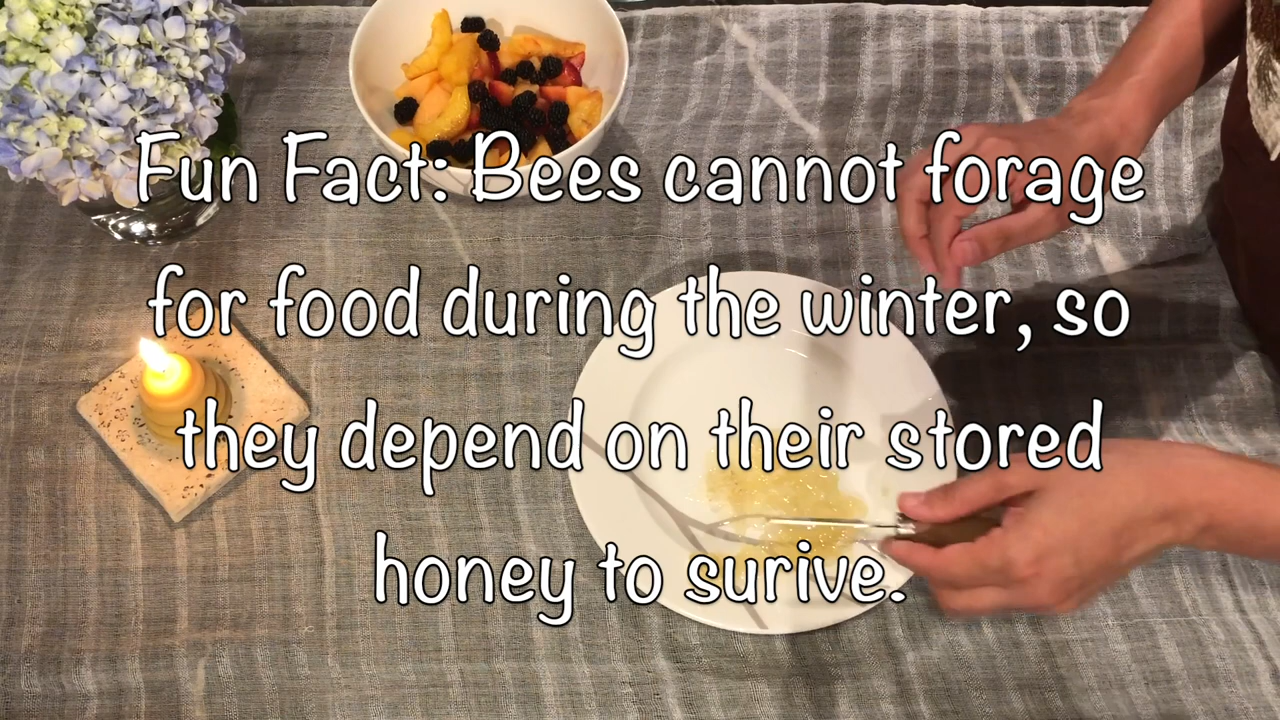 Fun Fact: Bees cannot forage
for food during the winter, so
they depend on their stored
honey to surive.